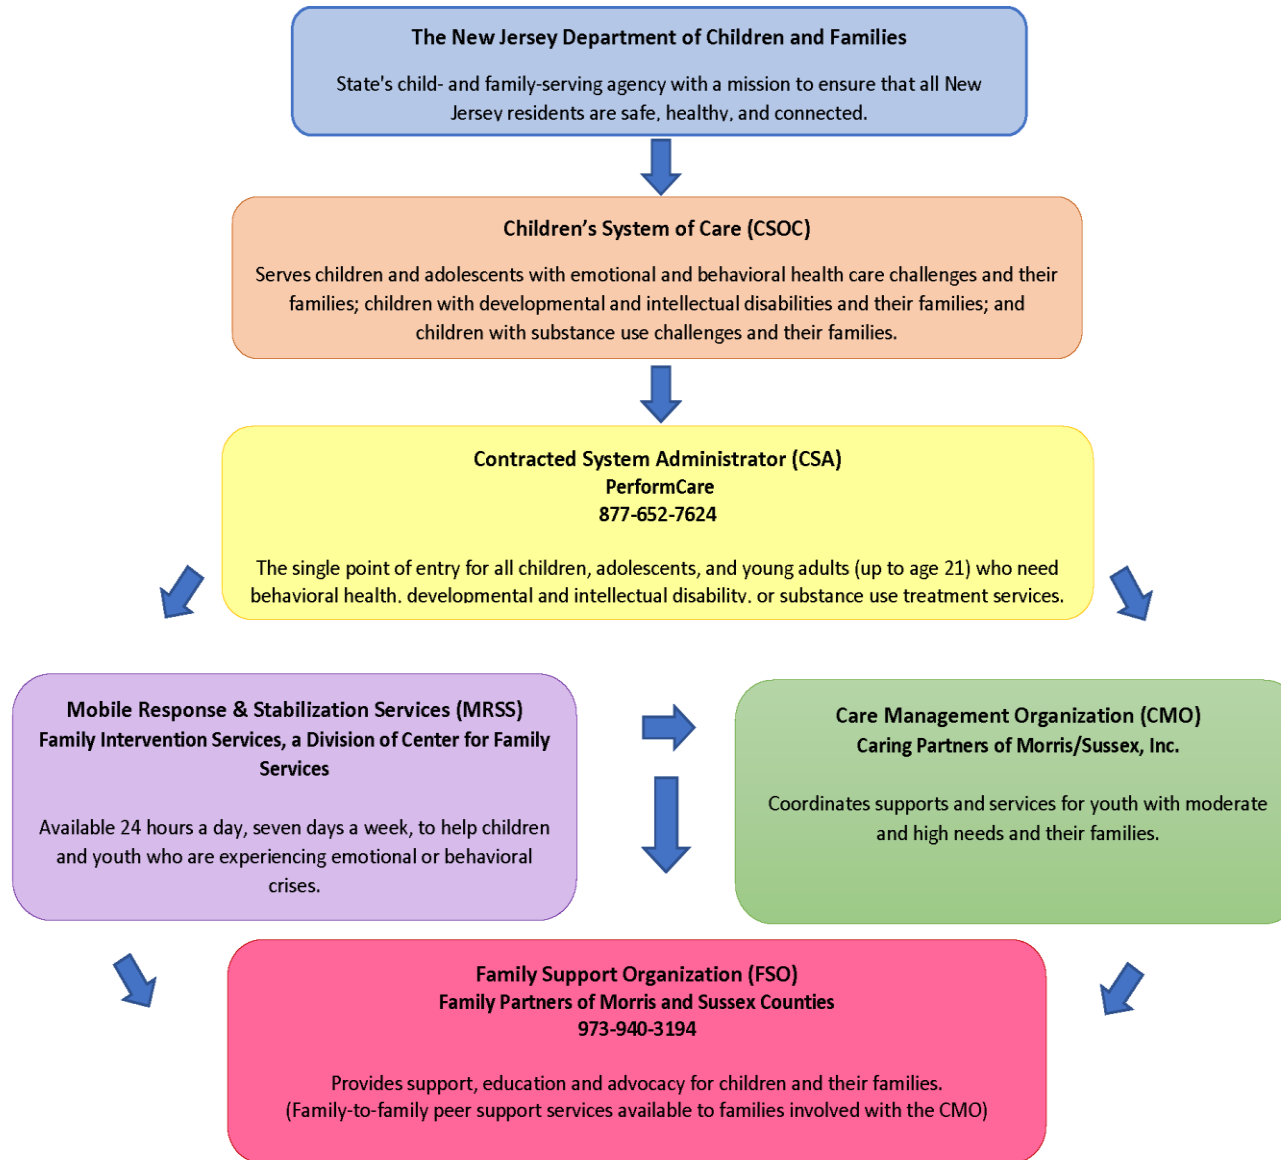 The New Jersey Department of Children and Families
State's child- and family-serving agency with a mission to ensure that all New
Jersey residents are safe, healthy, and connected.
Children’s System of Care (CSOC)
Serves children and adolescents with emotional and behavioral health care challenges and their
families; children with developmental and intellectual disabilities and their families; and
children with substance use challenges and their families.
Contracted System Administrator (CSA)
PerformCare
877-652-7624
The single point of entry for all children, adolescents, and young adults (up to age 21) who need
behavioral health, developmental and intellectual disability, or substance use treatment services.
Mobile Response & Stabilization Services (MRSS)
Family Intervention Services, a Division of Center for Family
Services
Available 24 hours a day, seven days a week, to help children
and youth who are experiencing emotional or behavioral
crises.
Care Management Organization (CMO)
Caring Partners of Morris/Sussex, Inc.
Coordinates supports and services for youth with moderate
and high needs and their families.
Family Support Organization (FSO)
Family Partners of Morris and Sussex Counties
973-940-3194
Provides support, education and advocacy for children and their families.
(Family-to-family peer support services available to families involved with the CMO)